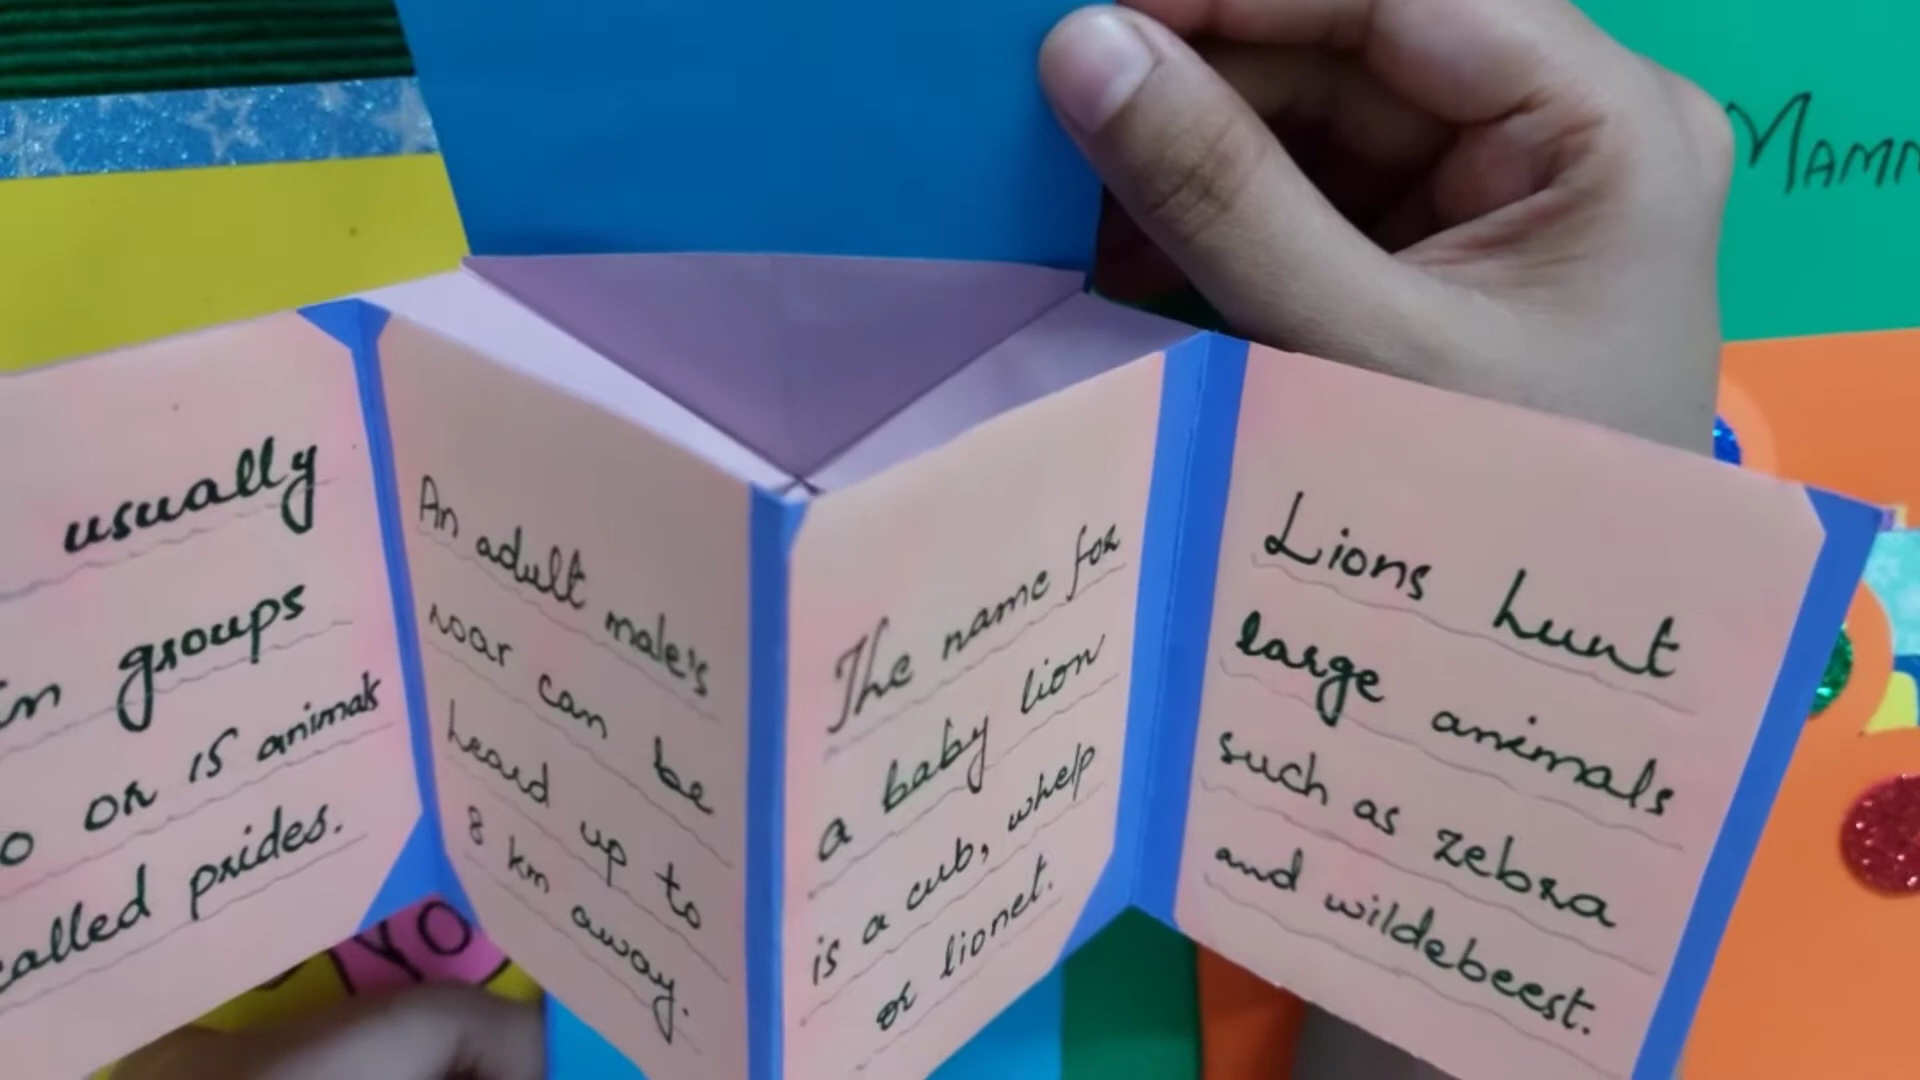 usually
in groups
or 15 animals
called prides.
An adult male's
roar can be
heard up to
8 km away.
The name for
a baby lion
is a cub, whelp
or lionet.
Lions hunt
large animals
such as zebra
and wildebeest.
YO
MAMM